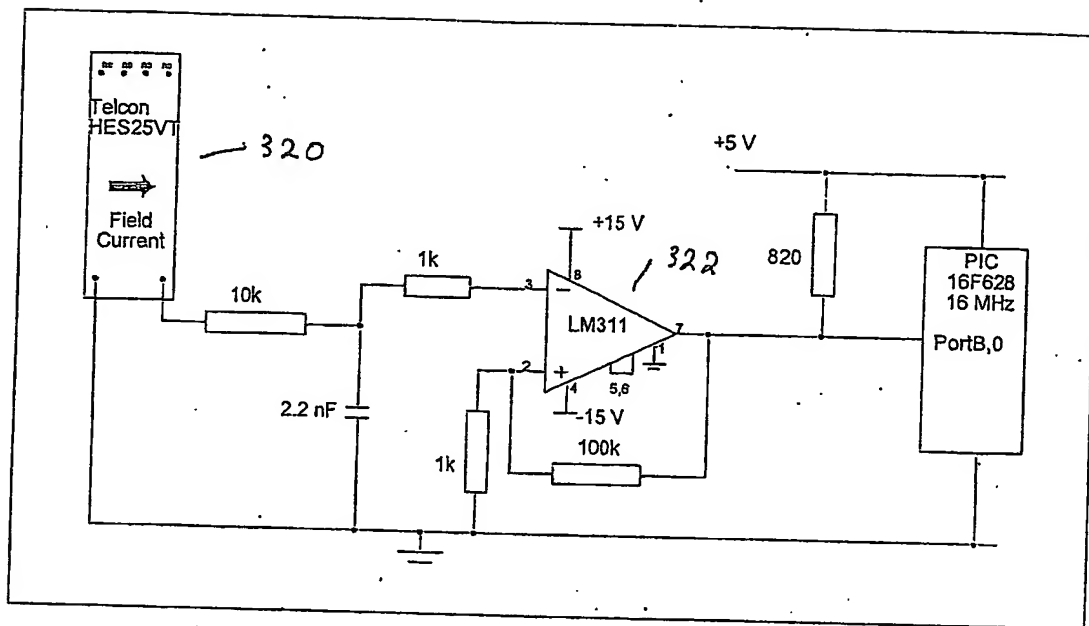 Telcon
HES25VT
320
Field
Current
10k
2.2 nF
1k
3
8
+15 V
322
LM311
7
1
2
4
5,6
-15 V
1k
100k
+5 V
820
PIC
16F628
16 MHz
PortB,0